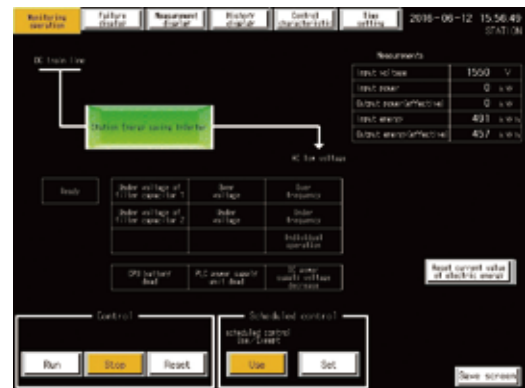 Monitoring
operation
Failure
display
Measurement
display
History
display
Control
characteristic
Time
setting
2016-06-12 15:56:49
STATION
DC train line
Station Energy saving Inverter
AC low voltage
Measurements
Input voltage 1560 V
Input power 0 kW
Output power(effective) 0 kW
Input energy 491 kWh
Output energy(effective) 457 kWh
Ready
Under voltage of
filter capacitor 1
Over
voltage
Over
frequency
Under voltage of
filter capacitor 2
Under
voltage
Under
frequency
Individual
operation
CPU battery
dead
PLC power supply
unit dead
DC power
supply voltage
decrease
Reset current value
of electric energy
Control
Run
Stop
Reset
Scheduled control
scheduled control
Use
Set
Save screen